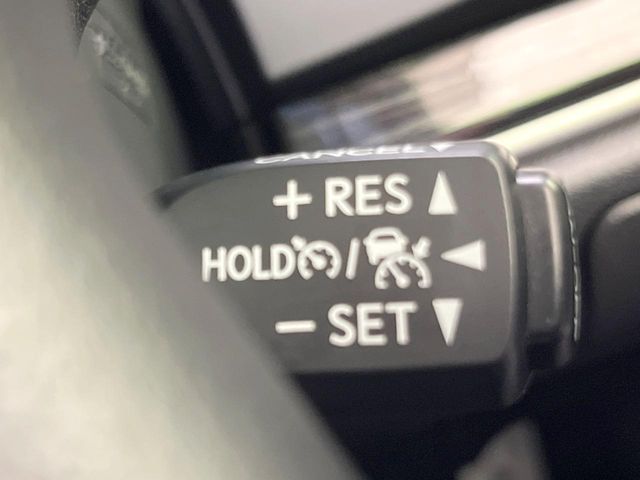 CANCEL
+ RES
HOLD /
− SET